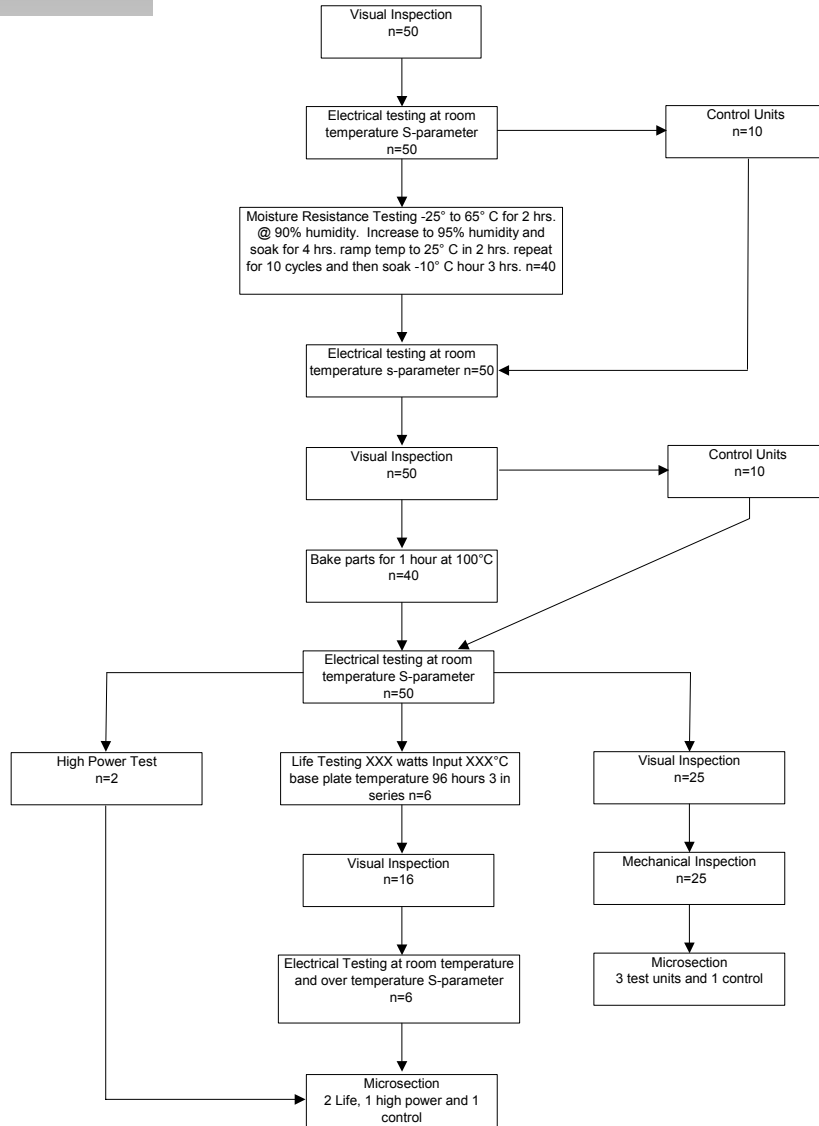 Visual Inspection
n=50
Electrical testing at room
temperature S-parameter
n=50
Control Units
n=10
Moisture Resistance Testing -25° to 65° C for 2 hrs.
@ 90% humidity.  Increase to 95% humidity and
soak for 4 hrs. ramp temp to 25° C in 2 hrs. repeat
for 10 cycles and then soak -10° C hour 3 hrs. n=40
Electrical testing at room
temperature s-parameter n=50
Visual Inspection
n=50
Control Units
n=10
Bake parts for 1 hour at 100°C
n=40
Electrical testing at room
temperature S-parameter
n=50
High Power Test
n=2
Life Testing XXX watts Input XXX°C
base plate temperature 96 hours 3 in
series n=6
Visual Inspection
n=25
Visual Inspection
n=16
Mechanical Inspection
n=25
Electrical Testing at room temperature
and over temperature S-parameter
n=6
Microsection
3 test units and 1 control
Microsection
2 Life, 1 high power and 1
control